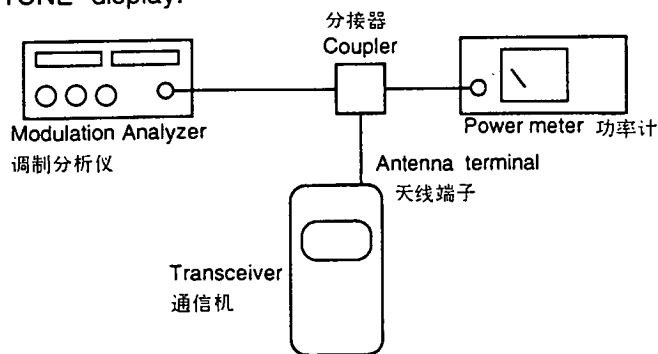 TONE display.
分接器
Coupler
Modulation Analyzer
调制分析仪
Power meter 功率计
Antenna terminal
天线端子
Transceiver
通信机